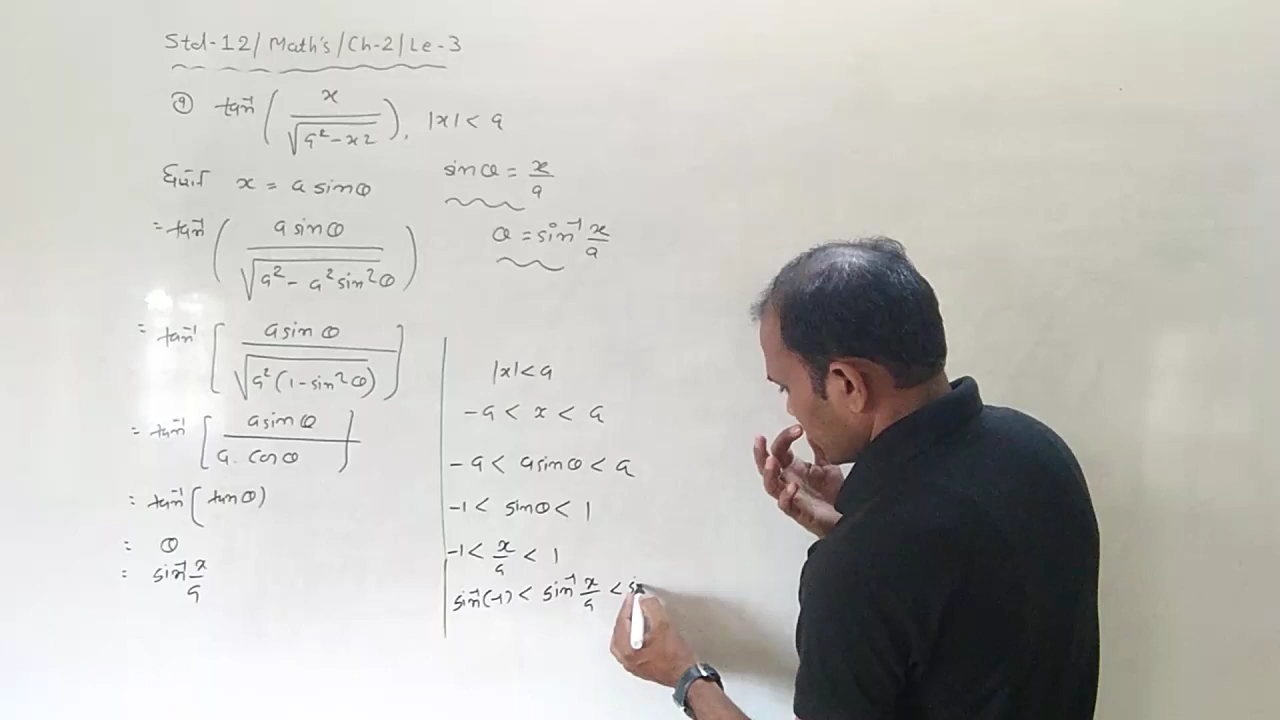 Std-12/ Math's / Ch-2 / Le-3
૧ tan⁻¹ ( x / √(a² - x²) ), |x| < a
ધારો x = a sinθ
sinθ = x/a
= tan⁻¹ ( a sinθ / √(a² - a² sin²θ) )
θ = sin⁻¹ x/a
= tan⁻¹ [ a sinθ / √(a² (1 - sin²θ)) ]
= tan⁻¹ [ a sinθ / a. cosθ ]
= tan⁻¹ ( tanθ )
= θ
= sin⁻¹ x/a
|x| < a
-a < x < a
-a < a sinθ < a
-1 < sinθ < 1
-1 < x/a < 1
sin⁻¹(-1) < sin⁻¹ x/a < si